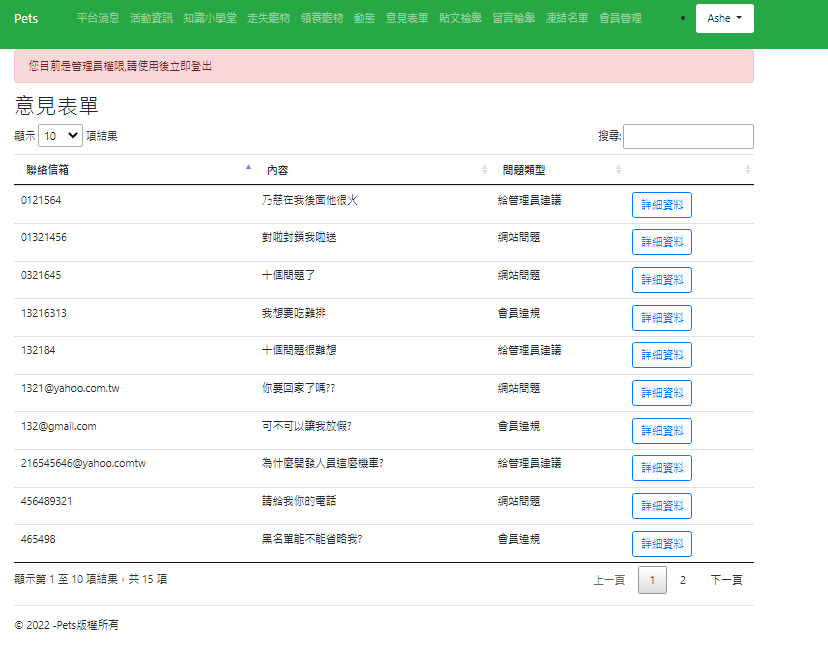 Pets 平台消息 活動資訊 知識小學堂 走失寵物 領養寵物 動態 意見表單 貼文檢舉 留言檢舉 凍結名單 會員管理 Ashe
您目前是管理員權限,請使用後立即登出
意見表單
顯示 10 項結果 搜尋:
聯絡信箱 內容 問題類型
0121564 乃慈在我後面他很火 給管理員建議 詳細資料
01321456 對啦封鎖我啦送 網站問題 詳細資料
0321645 十個問題了 網站問題 詳細資料
13216313 我想要吃雞排 會員違規 詳細資料
132184 十個問題很難想 給管理員建議 詳細資料
1321@yahoo.com.tw 你要回家了嗎?? 網站問題 詳細資料
132@gmail.com 可不可以讓我放假? 會員違規 詳細資料
216545646@yahoo.comtw 為什麼開發人員這麼機車? 給管理員建議 詳細資料
456489321 請給我你的電話 網站問題 詳細資料
465498 黑名單能不能省略我? 會員違規 詳細資料
顯示第 1 至 10 項結果，共 15 項 上一頁 1 2 下一頁
© 2022 -Pets版權所有